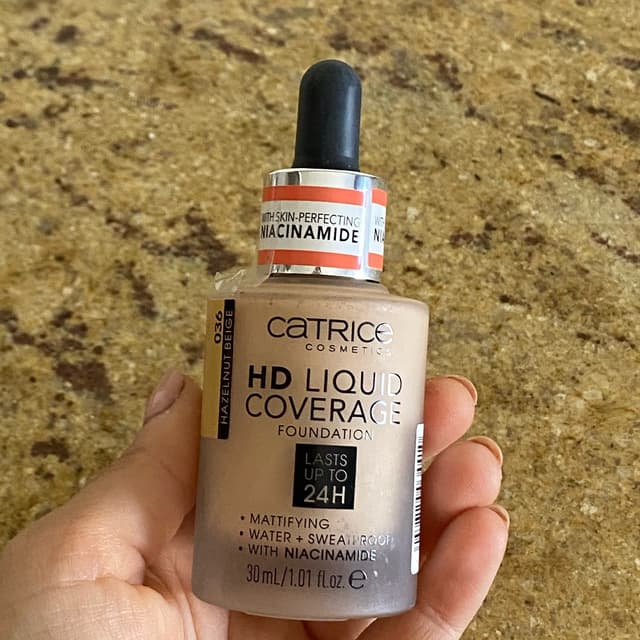 WITH SKIN-PERFECTING
NIACINAMIDE
036
HAZELNUT BEIGE
CATRICE
COSMETICS
HD LIQUID
COVERAGE
FOUNDATION
LASTS
UP TO
24H
• MATTIFYING
• WATER + SWEATPROOF
• WITH NIACINAMIDE
30 mL/1.01 fl.oz. ℮